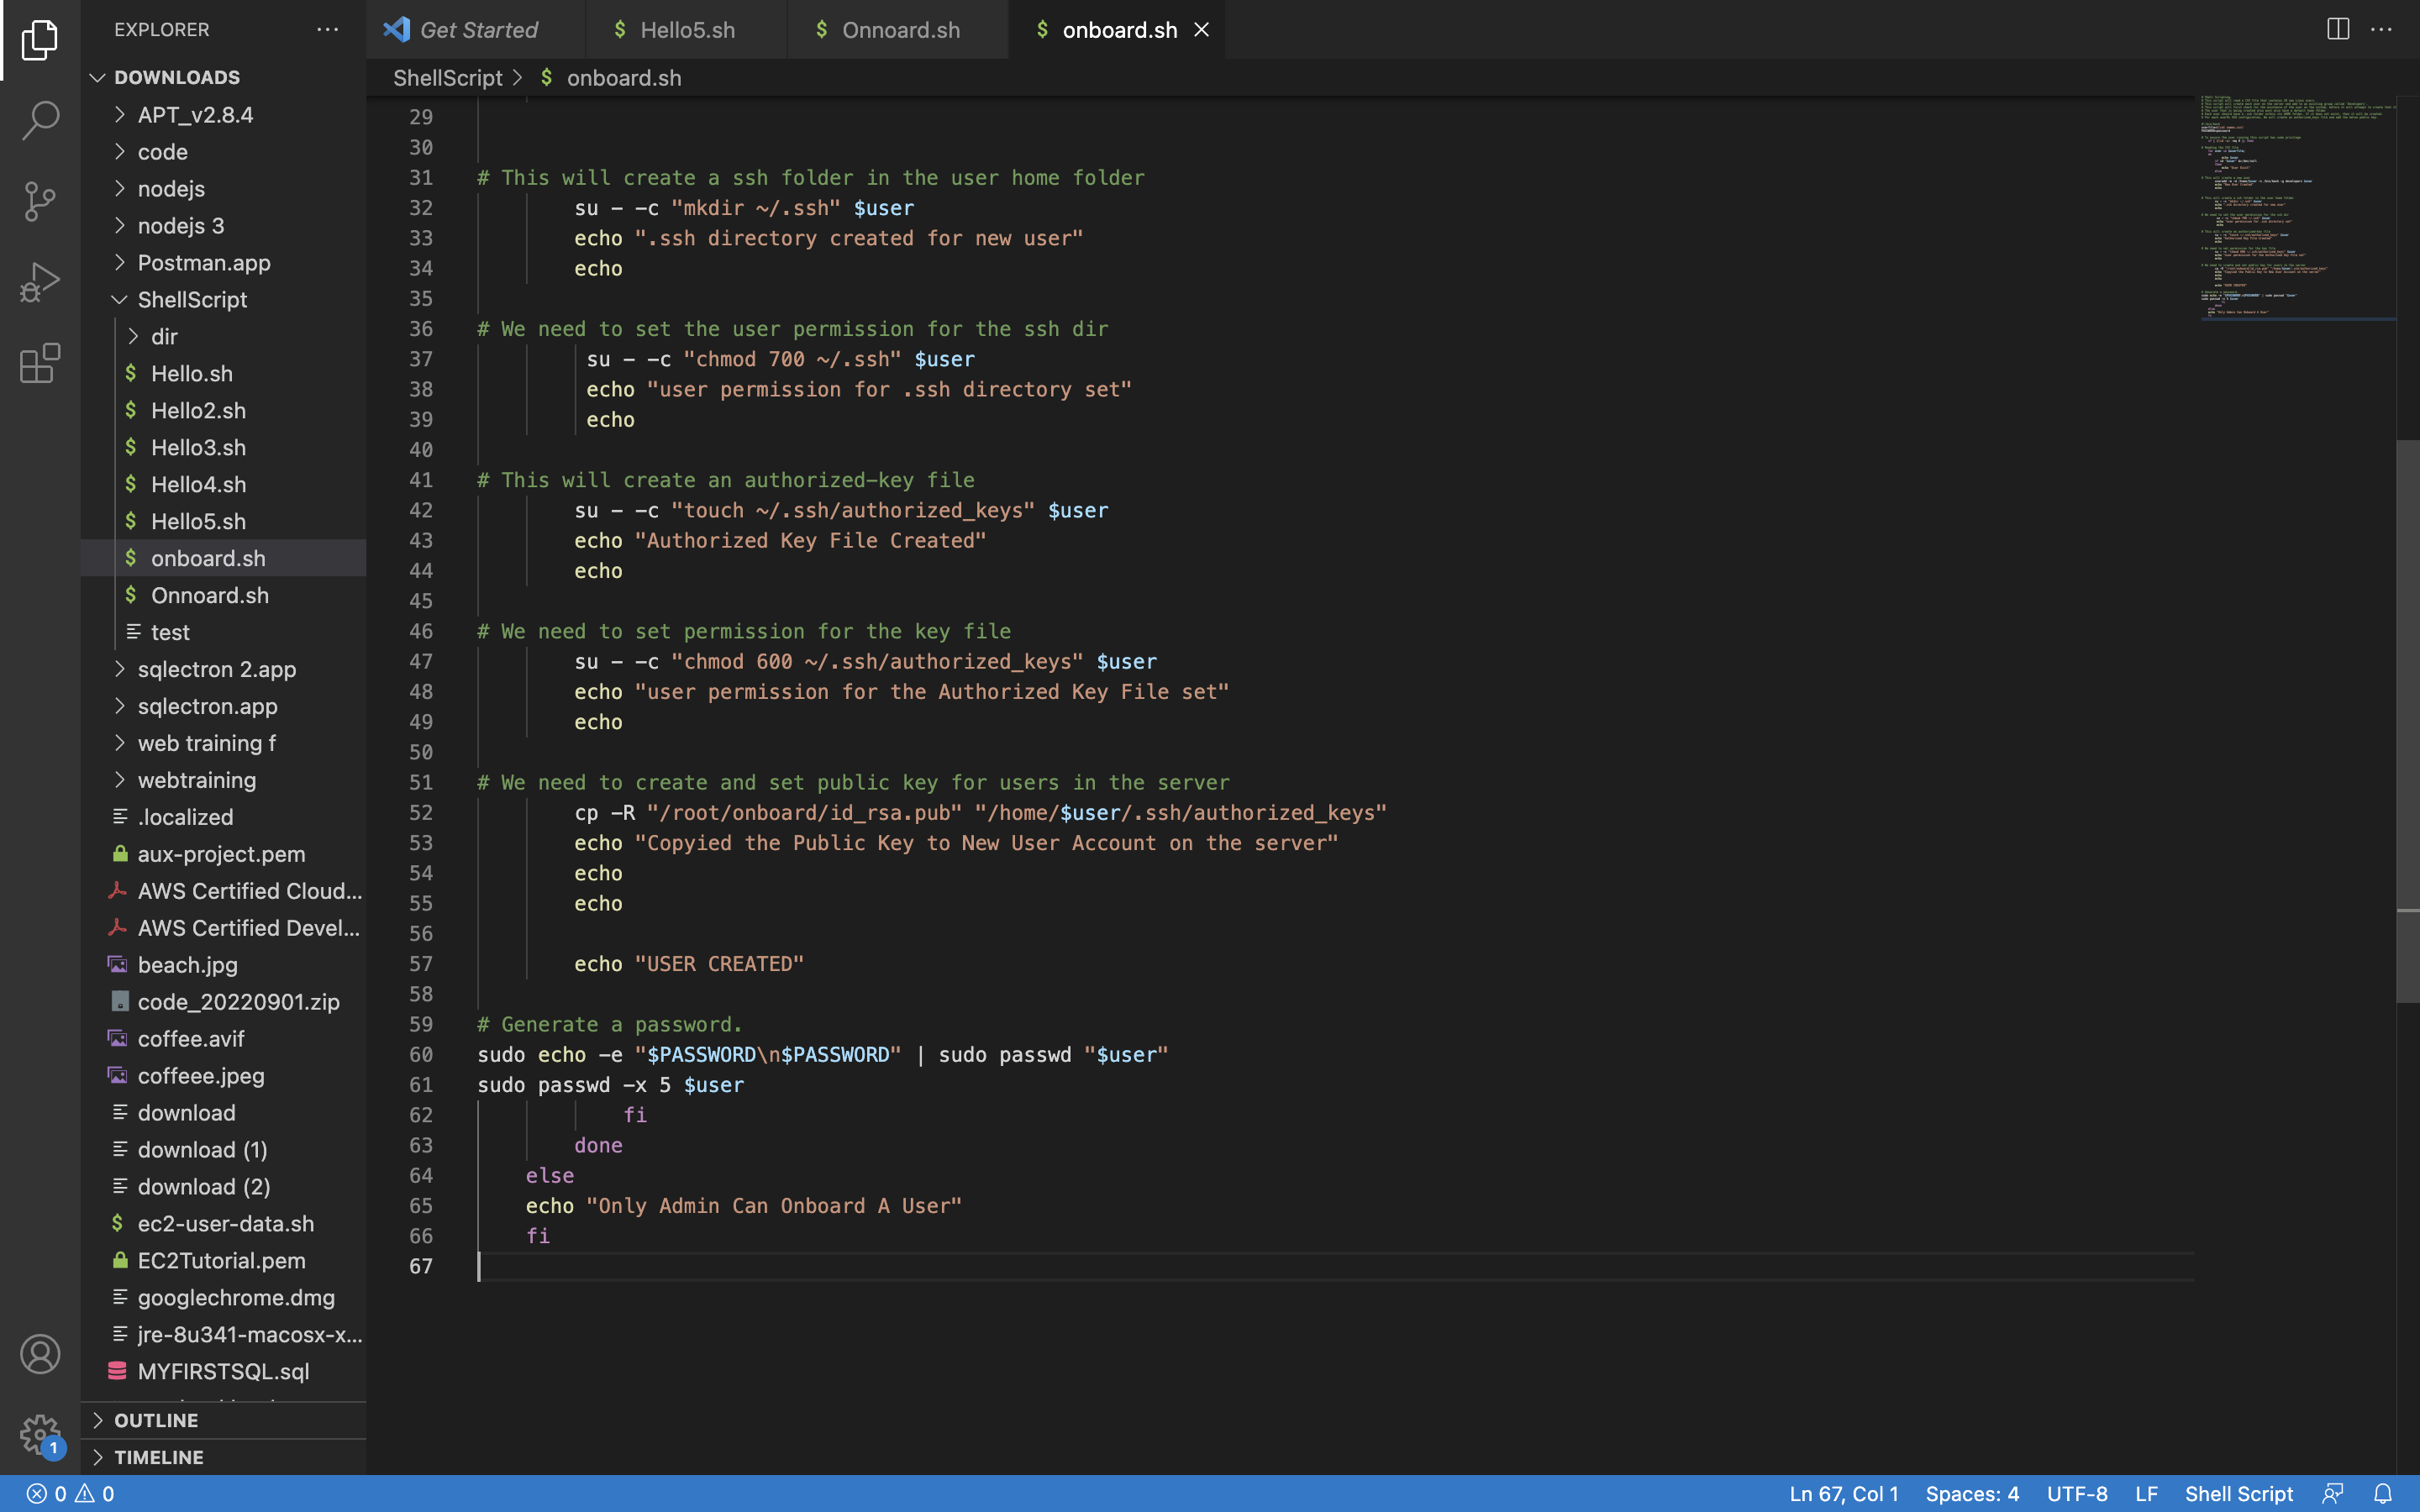 EXPLORER
DOWNLOADS
APT_v2.8.4
code
nodejs
nodejs 3
Postman.app
ShellScript
dir
$ Hello.sh
$ Hello2.sh
$ Hello3.sh
$ Hello4.sh
$ Hello5.sh
$ onboard.sh
$ Onnoard.sh
test
sqlectron 2.app
sqlectron.app
web training f
webtraining
.localized
aux-project.pem
AWS Certified Cloud...
AWS Certified Devel...
beach.jpg
code_20220901.zip
coffee.avif
coffeee.jpeg
download
download (1)
download (2)
$ ec2-user-data.sh
EC2Tutorial.pem
googlechrome.dmg
jre-8u341-macosx-x...
MYFIRSTSQL.sql
OUTLINE
TIMELINE
1
Get Started
$ Hello5.sh
$ Onnoard.sh
$ onboard.sh
ShellScript > $ onboard.sh
29
30
31 # This will create a ssh folder in the user home folder
32 su - -c "mkdir ~/.ssh" $user
33 echo ".ssh directory created for new user"
34 echo
35
36 # We need to set the user permission for the ssh dir
37 su - -c "chmod 700 ~/.ssh" $user
38 echo "user permission for .ssh directory set"
39 echo
40
41 # This will create an authorized-key file
42 su - -c "touch ~/.ssh/authorized_keys" $user
43 echo "Authorized Key File Created"
44 echo
45
46 # We need to set permission for the key file
47 su - -c "chmod 600 ~/.ssh/authorized_keys" $user
48 echo "user permission for the Authorized Key File set"
49 echo
50
51 # We need to create and set public key for users in the server
52 cp -R "/root/onboard/id_rsa.pub" "/home/$user/.ssh/authorized_keys"
53 echo "Copyied the Public Key to New User Account on the server"
54 echo
55 echo
56
57 echo "USER CREATED"
58
59 # Generate a password.
60 sudo echo -e "$PASSWORD\n$PASSWORD" | sudo passwd "$user"
61 sudo passwd -x 5 $user
62 fi
63 done
64 else
65 echo "Only Admin Can Onboard A User"
66 fi
67
0 0
Ln 67, Col 1 Spaces: 4 UTF-8 LF Shell Script